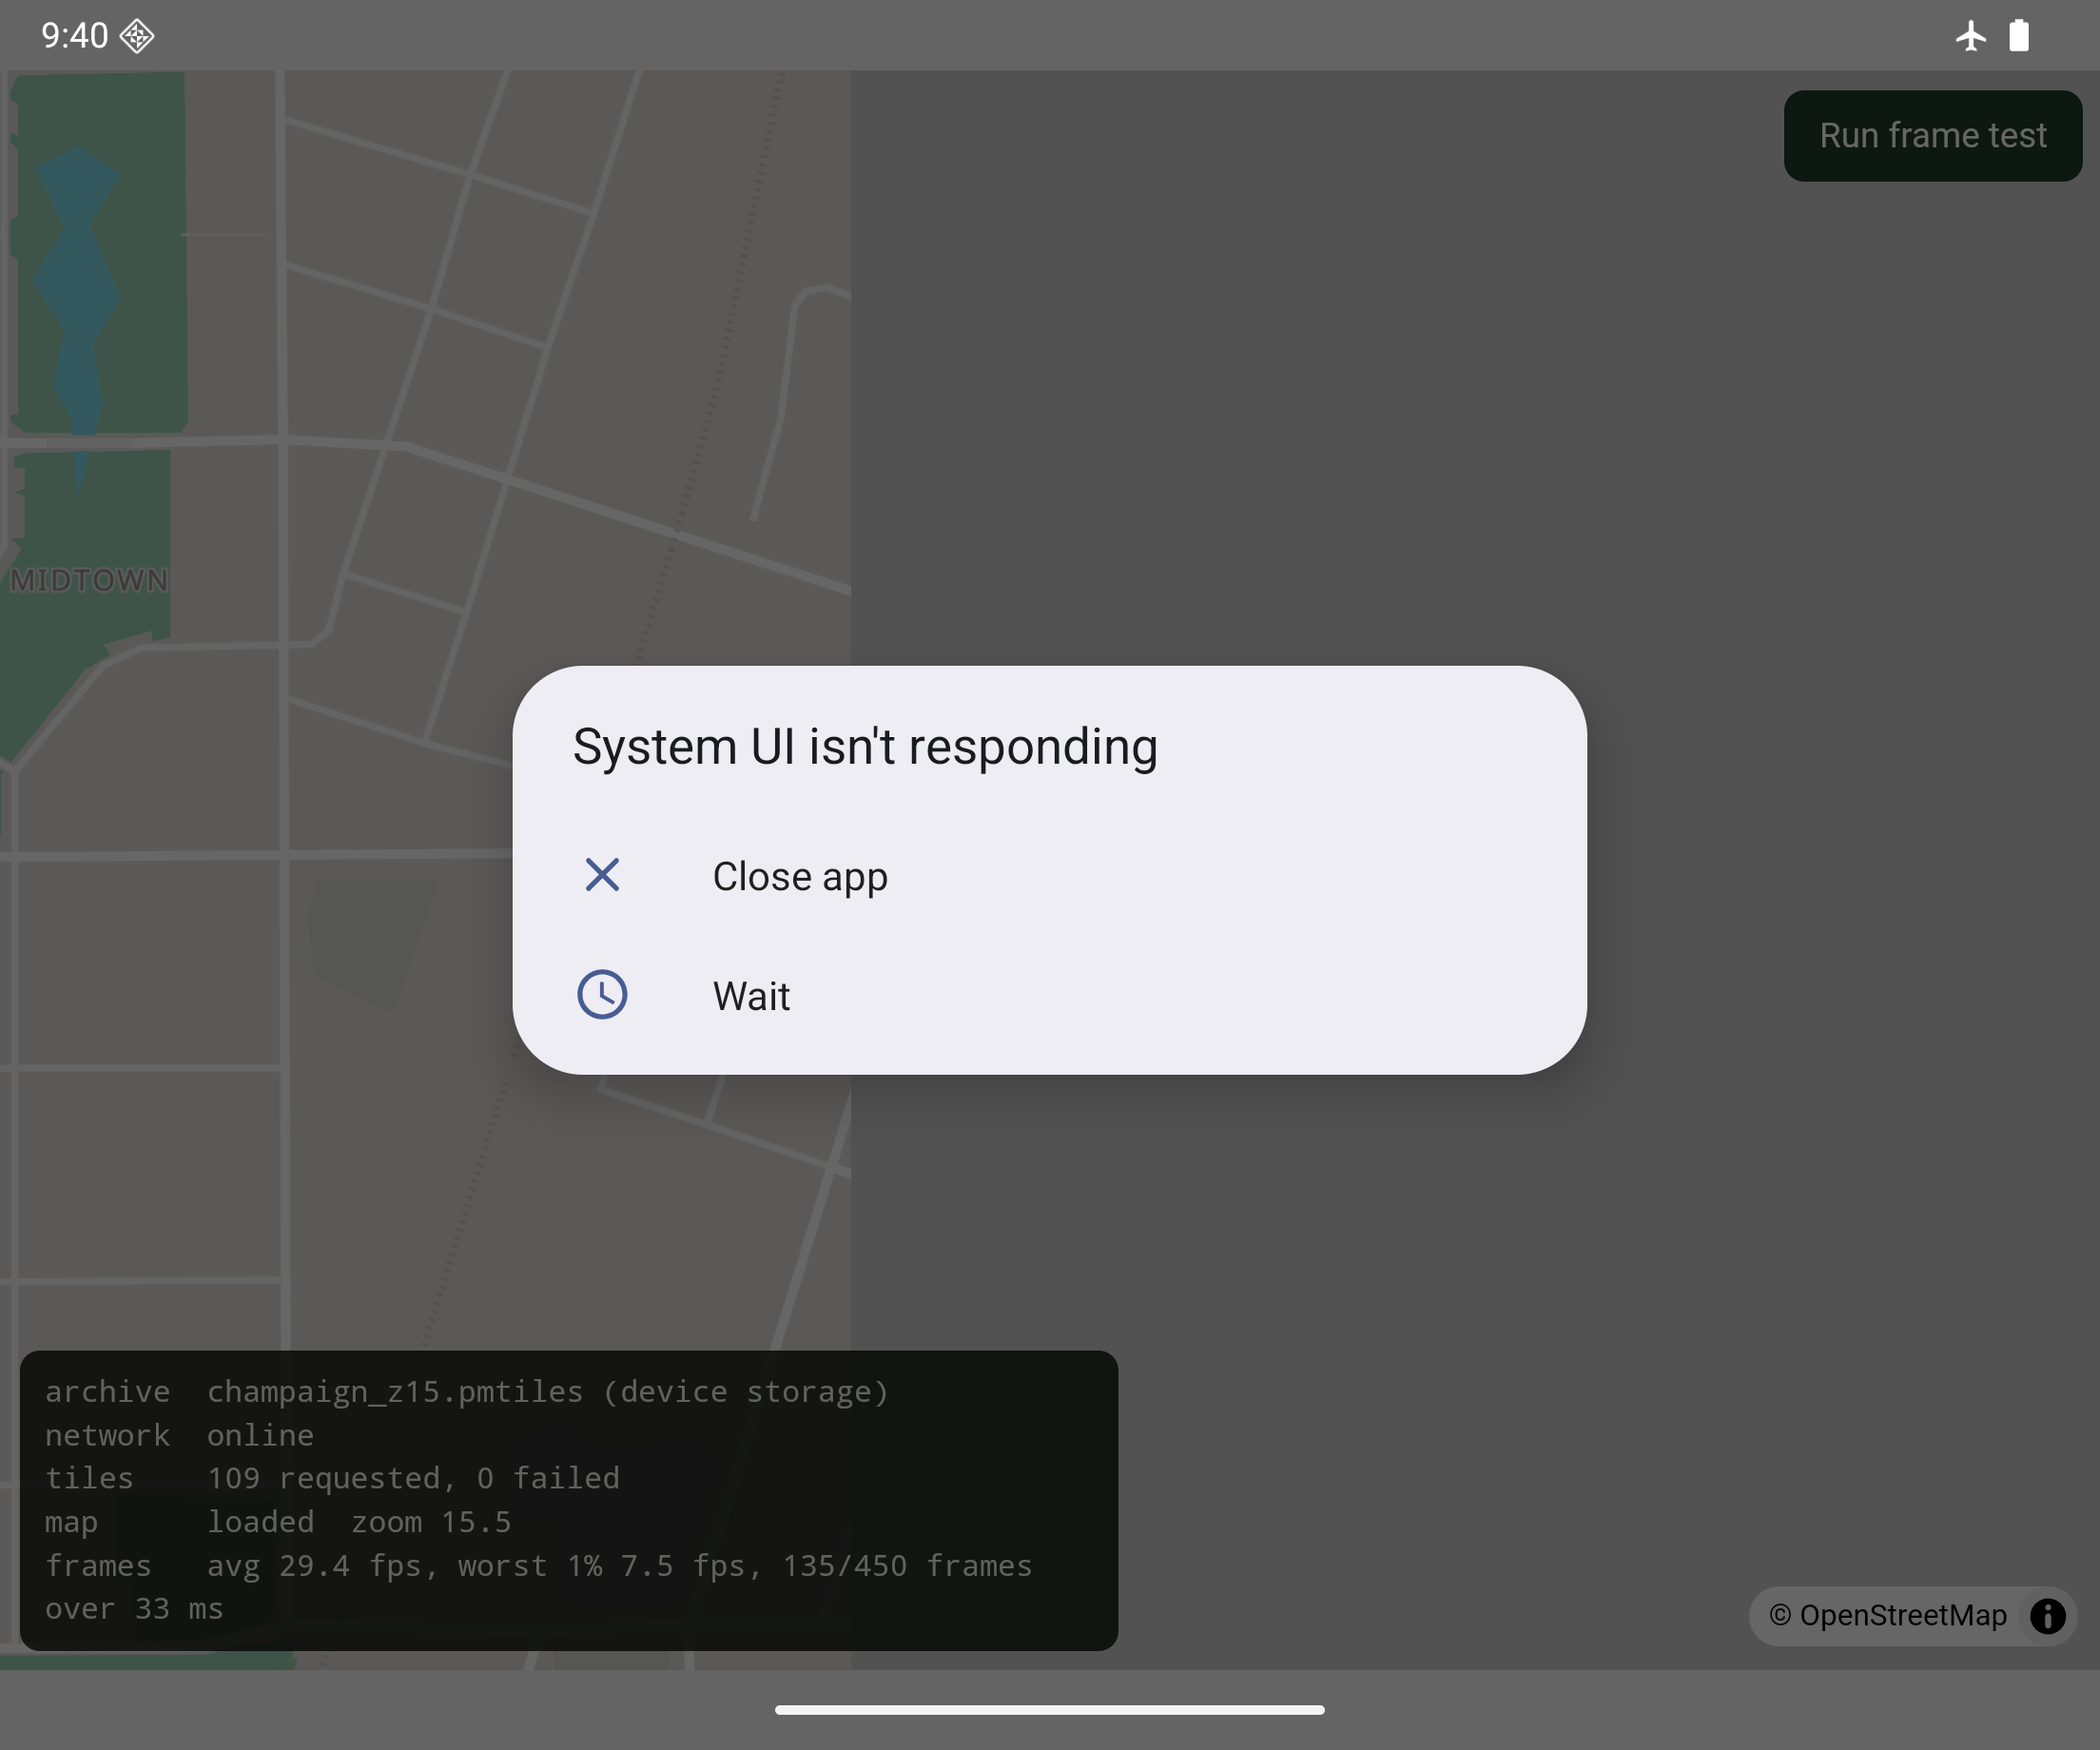 9:40
Run frame test
MIDTOWN
System UI isn't responding
Close app
Wait
archive champaign_z15.pmtiles (device storage)
network online
tiles 109 requested, 0 failed
map loaded zoom 15.5
frames avg 29.4 fps, worst 1% 7.5 fps, 135/450 frames
over 33 ms
© OpenStreetMap